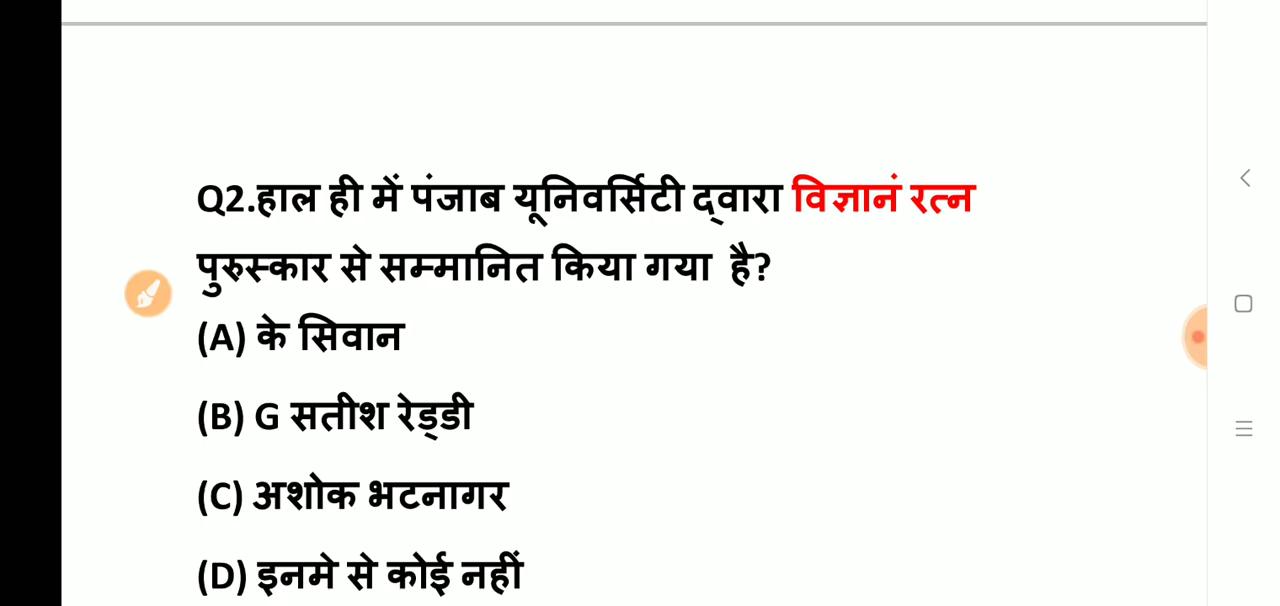 Q2.हाल ही में पंजाब यूनिवर्सिटी द्वारा विज्ञानं रत्न
पुरुस्कार से सम्मानित किया गया है?
(A) के सिवान
(B) G सतीश रेड्डी
(C) अशोक भटनागर
(D) इनमे से कोई नहीं